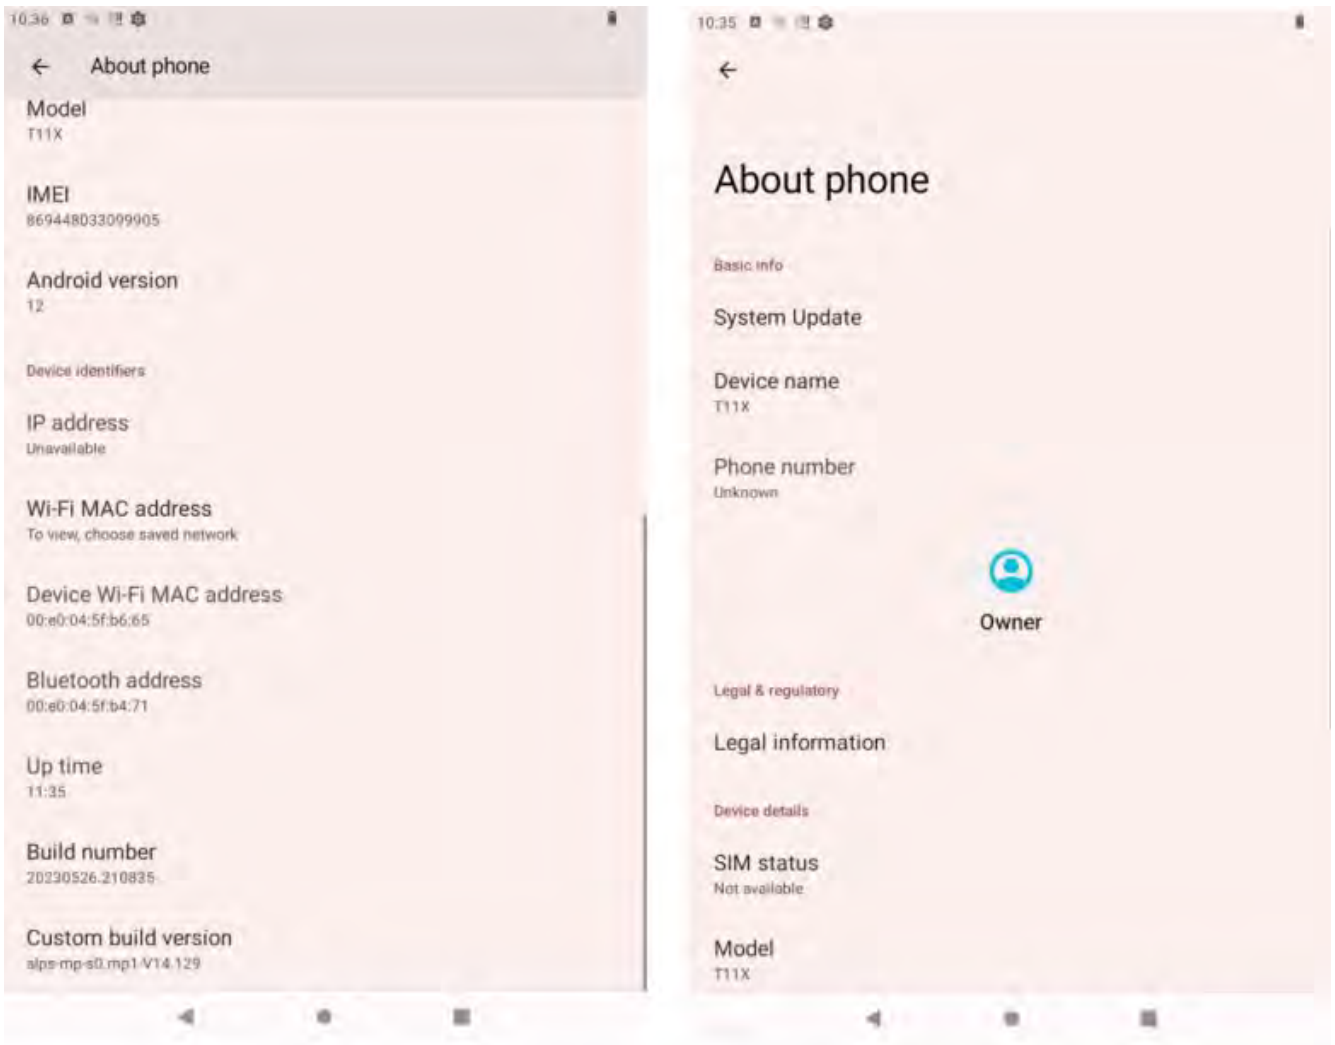 10:36
About phone
Model
T11X
IMEI
869448033099905
Android version
12
Device identifiers
IP address
Unavailable
Wi-Fi MAC address
To view, choose saved network
Device Wi-Fi MAC address
00:e0:04:5f:b6:65
Bluetooth address
00:e0:04:5f:b4:71
Up time
11:35
Build number
20230526.210835
Custom build version
alps-mp-s0.mp1-V14.129
10:35
About phone
Basic info
System Update
Device name
T11X
Phone number
Unknown
Owner
Legal & regulatory
Legal information
Device details
SIM status
Not available
Model
T11X